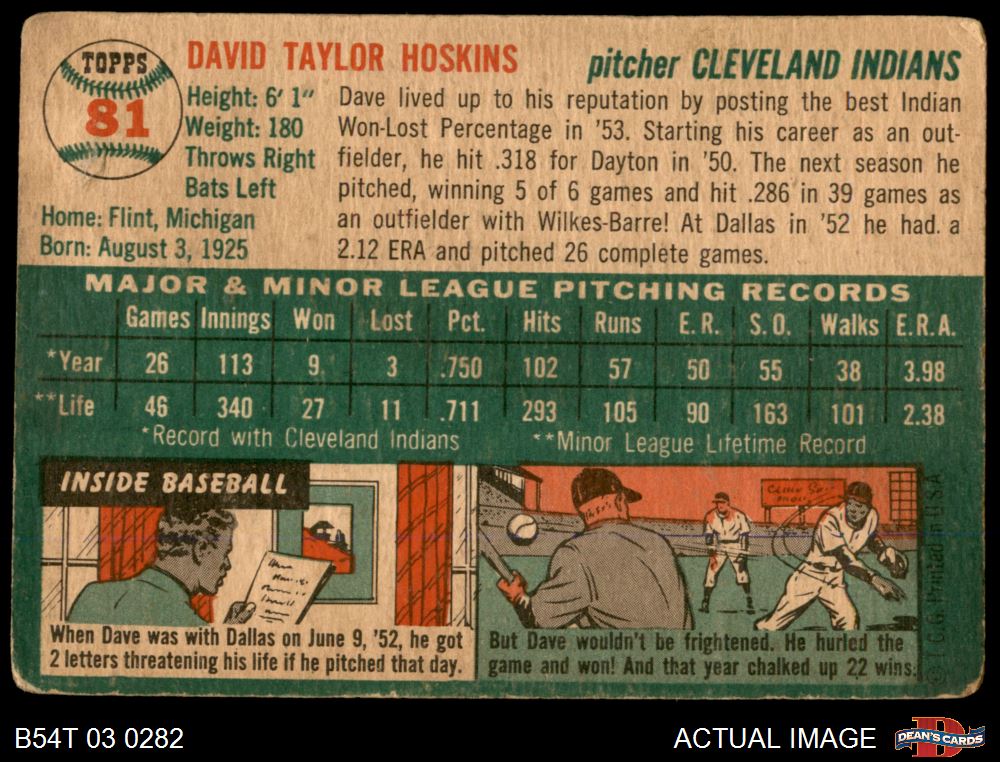 TOPPS
81
DAVID TAYLOR HOSKINS
pitcher CLEVELAND INDIANS
Height: 6' 1"
Weight: 180
Throws Right
Bats Left
Home: Flint, Michigan
Born: August 3, 1925
Dave lived up to his reputation by posting the best Indian
Won-Lost Percentage in '53. Starting his career as an out-
fielder, he hit .318 for Dayton in '50. The next season he
pitched, winning 5 of 6 games and hit .286 in 39 games as
an outfielder with Wilkes-Barre! At Dallas in '52 he had a
2.12 ERA and pitched 26 complete games.
MAJOR & MINOR LEAGUE PITCHING RECORDS
Games Innings Won Lost Pct. Hits Runs E.R. S.O. Walks E.R.A.
*Year 26 113 9 3 .750 102 57 50 55 38 3.98
**Life 46 340 27 11 .711 293 105 90 163 101 2.38
*Record with Cleveland Indians **Minor League Lifetime Record
INSIDE BASEBALL
When Dave was with Dallas on June 9, '52, he got
2 letters threatening his life if he pitched that day.
But Dave wouldn't be frightened. He hurled the
game and won! And that year chalked up 22 wins.
© T.C.G. Printed in U.S.A.
B54T 03 0282
ACTUAL IMAGE
DEAN'S CARDS